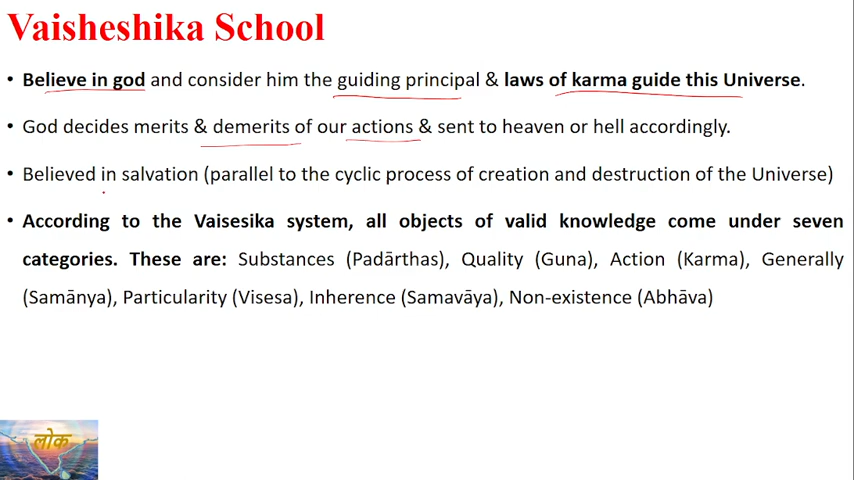 Vaisheshika School
• Believe in god and consider him the guiding principal & laws of karma guide this Universe.
• God decides merits & demerits of our actions & sent to heaven or hell accordingly.
• Believed in salvation (parallel to the cyclic process of creation and destruction of the Universe)
• According to the Vaisesika system, all objects of valid knowledge come under seven
categories. These are: Substances (Padārthas), Quality (Guna), Action (Karma), Generally
(Samānya), Particularity (Visesa), Inherence (Samavāya), Non-existence (Abhāva)
लोक